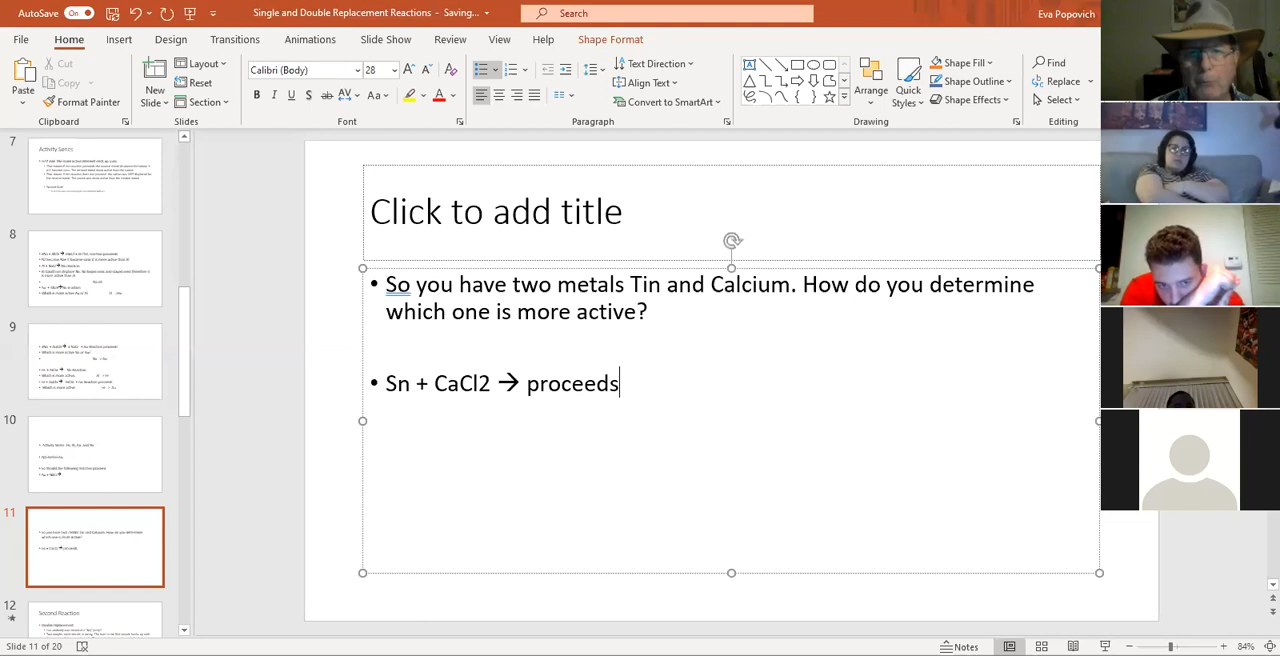 AutoSave On Single and Double Replacement Reactions - Saving... Search Eva Popovich
File Home Insert Design Transitions Animations Slide Show Review View Help Shape Format
Paste Cut Copy Format Painter
New Slide Layout Reset Section
Calibri (Body) 28
Text Direction Align Text Convert to SmartArt
Arrange Quick Styles Shape Fill Shape Outline Shape Effects
Find Replace Select
Clipboard Slides Font Paragraph Drawing Editing
7
Activity Series
8
9
10
11
12
Second Reaction
Click to add title
• So you have two metals Tin and Calcium. How do you determine
which one is more active?
• Sn + CaCl2 → proceeds
Slide 11 of 20 Notes 84%